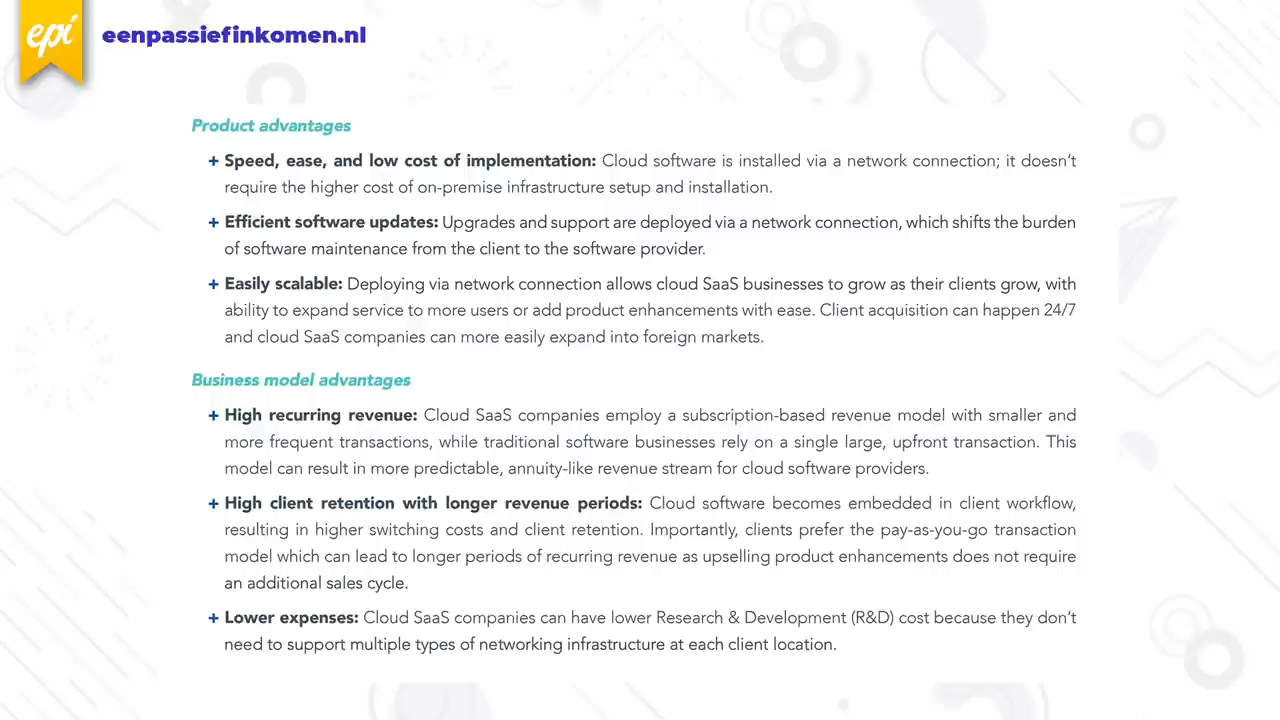 epi
eenpassiefinkomen.nl
Product advantages
+ Speed, ease, and low cost of implementation: Cloud software is installed via a network connection; it doesn't
require the higher cost of on-premise infrastructure setup and installation.
+ Efficient software updates: Upgrades and support are deployed via a network connection, which shifts the burden
of software maintenance from the client to the software provider.
+ Easily scalable: Deploying via network connection allows cloud SaaS businesses to grow as their clients grow, with
ability to expand service to more users or add product enhancements with ease. Client acquisition can happen 24/7
and cloud SaaS companies can more easily expand into foreign markets.
Business model advantages
+ High recurring revenue: Cloud SaaS companies employ a subscription-based revenue model with smaller and
more frequent transactions, while traditional software businesses rely on a single large, upfront transaction. This
model can result in more predictable, annuity-like revenue stream for cloud software providers.
+ High client retention with longer revenue periods: Cloud software becomes embedded in client workflow,
resulting in higher switching costs and client retention. Importantly, clients prefer the pay-as-you-go transaction
model which can lead to longer periods of recurring revenue as upselling product enhancements does not require
an additional sales cycle.
+ Lower expenses: Cloud SaaS companies can have lower Research & Development (R&D) cost because they don't
need to support multiple types of networking infrastructure at each client location.